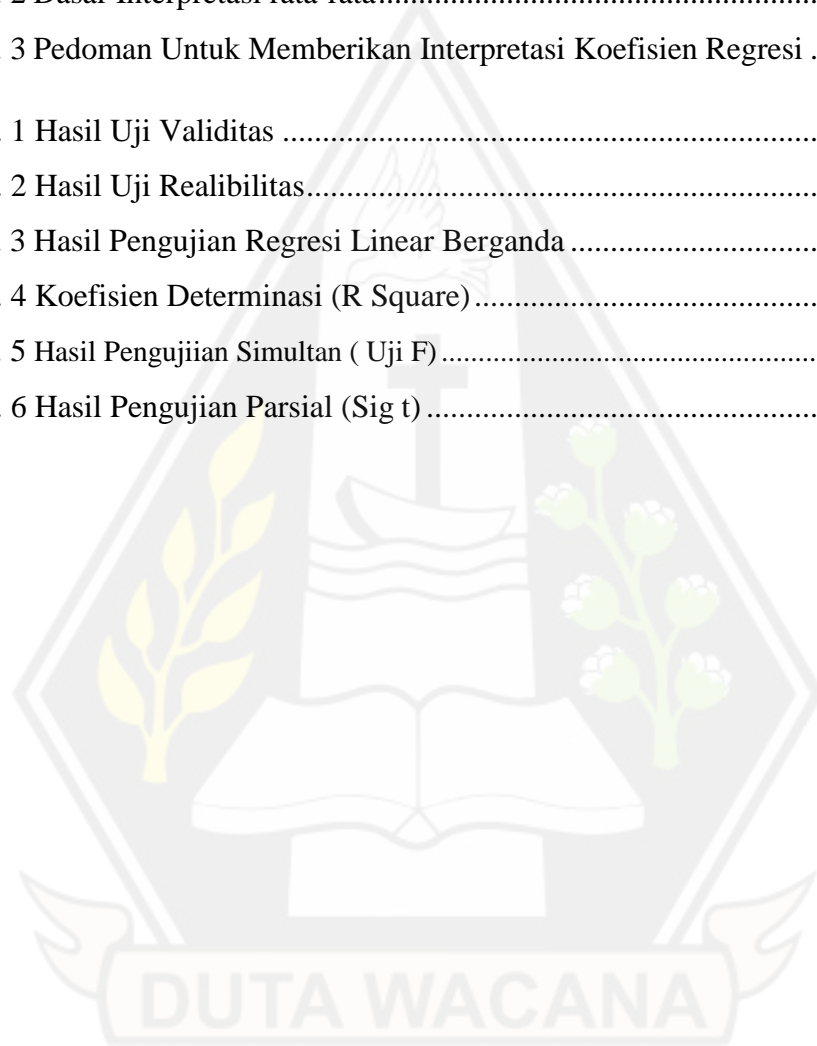 . 2 Dasar Interpretasi rata-rata..........................................................
. 3 Pedoman Untuk Memberikan Interpretasi Koefisien Regresi .
. 1 Hasil Uji Validitas ......................................................................
. 2 Hasil Uji Realibilitas...................................................................
. 3 Hasil Pengujian Regresi Linear Berganda ................................
. 4 Koefisien Determinasi (R Square) ............................................
. 5 Hasil Pengujiian Simultan ( Uji F) ..................................................
. 6 Hasil Pengujian Parsial (Sig t) ...................................................
DUTA WACANA